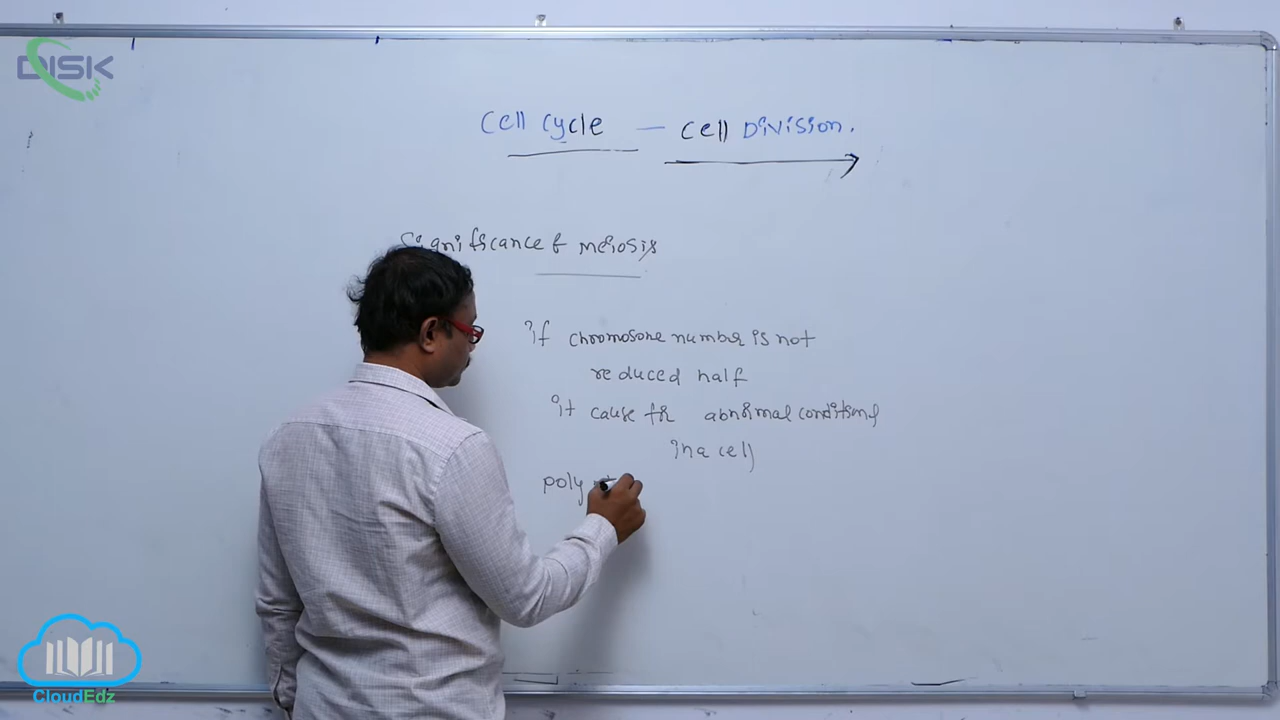 DISK
Cell Cycle — Cell Division.
Significance of meiosis
if chromosone number is not
reduced half
it cause for abnormal conditions
in a cell
poly
CloudEdz